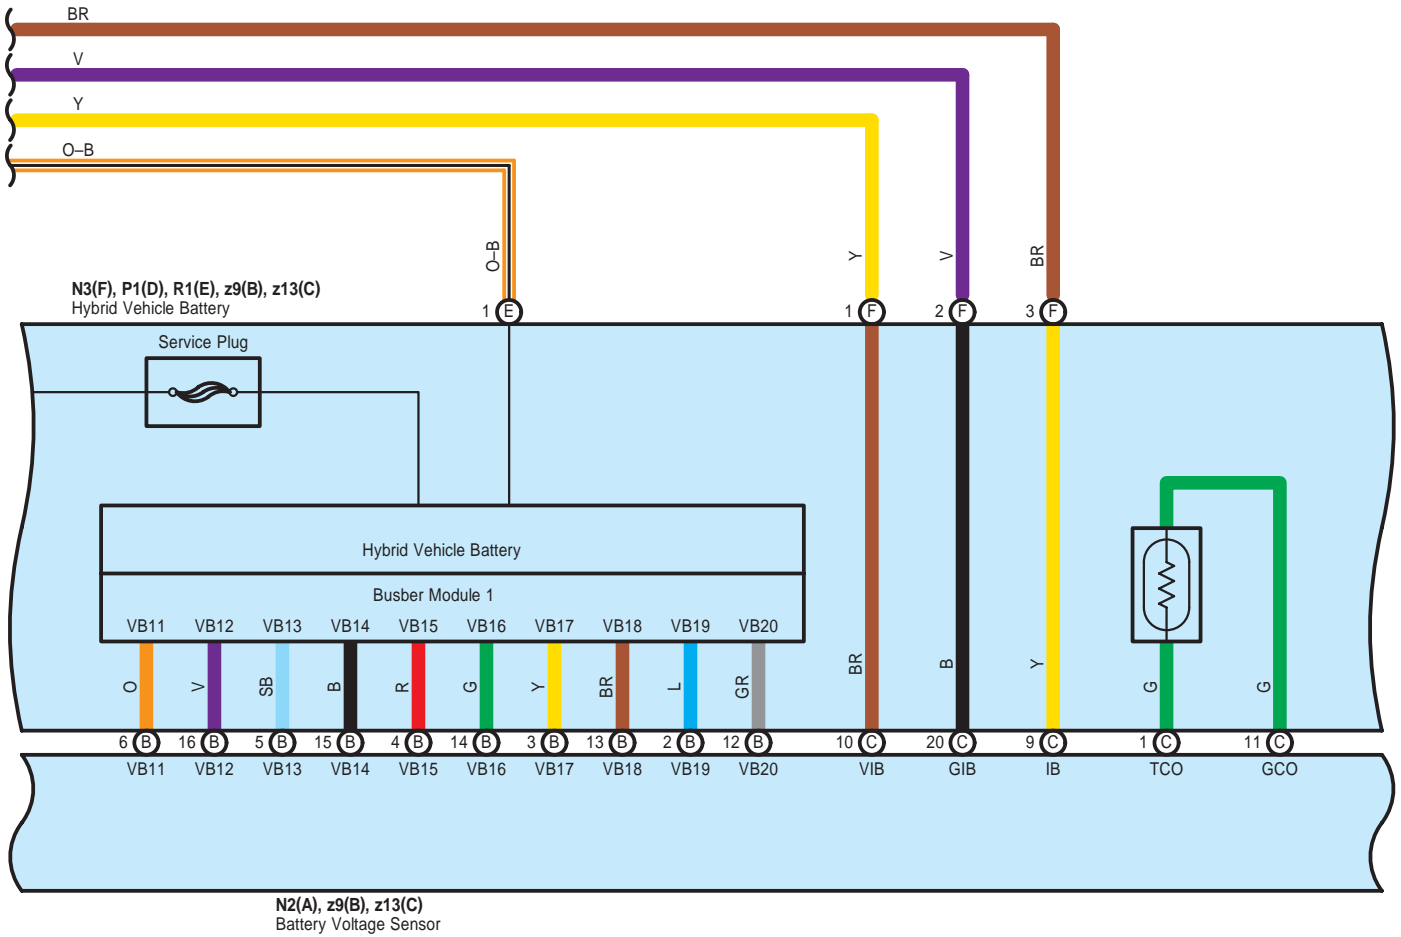 BR
V
Y
O–B
O–B
Y
V
BR
N3(F), P1(D), R1(E), z9(B), z13(C)
Hybrid Vehicle Battery
1 E
1 F
2 F
3 F
Service Plug
Hybrid Vehicle Battery
Busber Module 1
VB11 VB12 VB13 VB14 VB15 VB16 VB17 VB18 VB19 VB20
O V SB B R G Y BR L GR BR B Y G G
6 B 16 B 5 B 15 B 4 B 14 B 3 B 13 B 2 B 12 B 10 C 20 C 9 C 1 C 11 C
VB11 VB12 VB13 VB14 VB15 VB16 VB17 VB18 VB19 VB20 VIB GIB IB TCO GCO
N2(A), z9(B), z13(C)
Battery Voltage Sensor